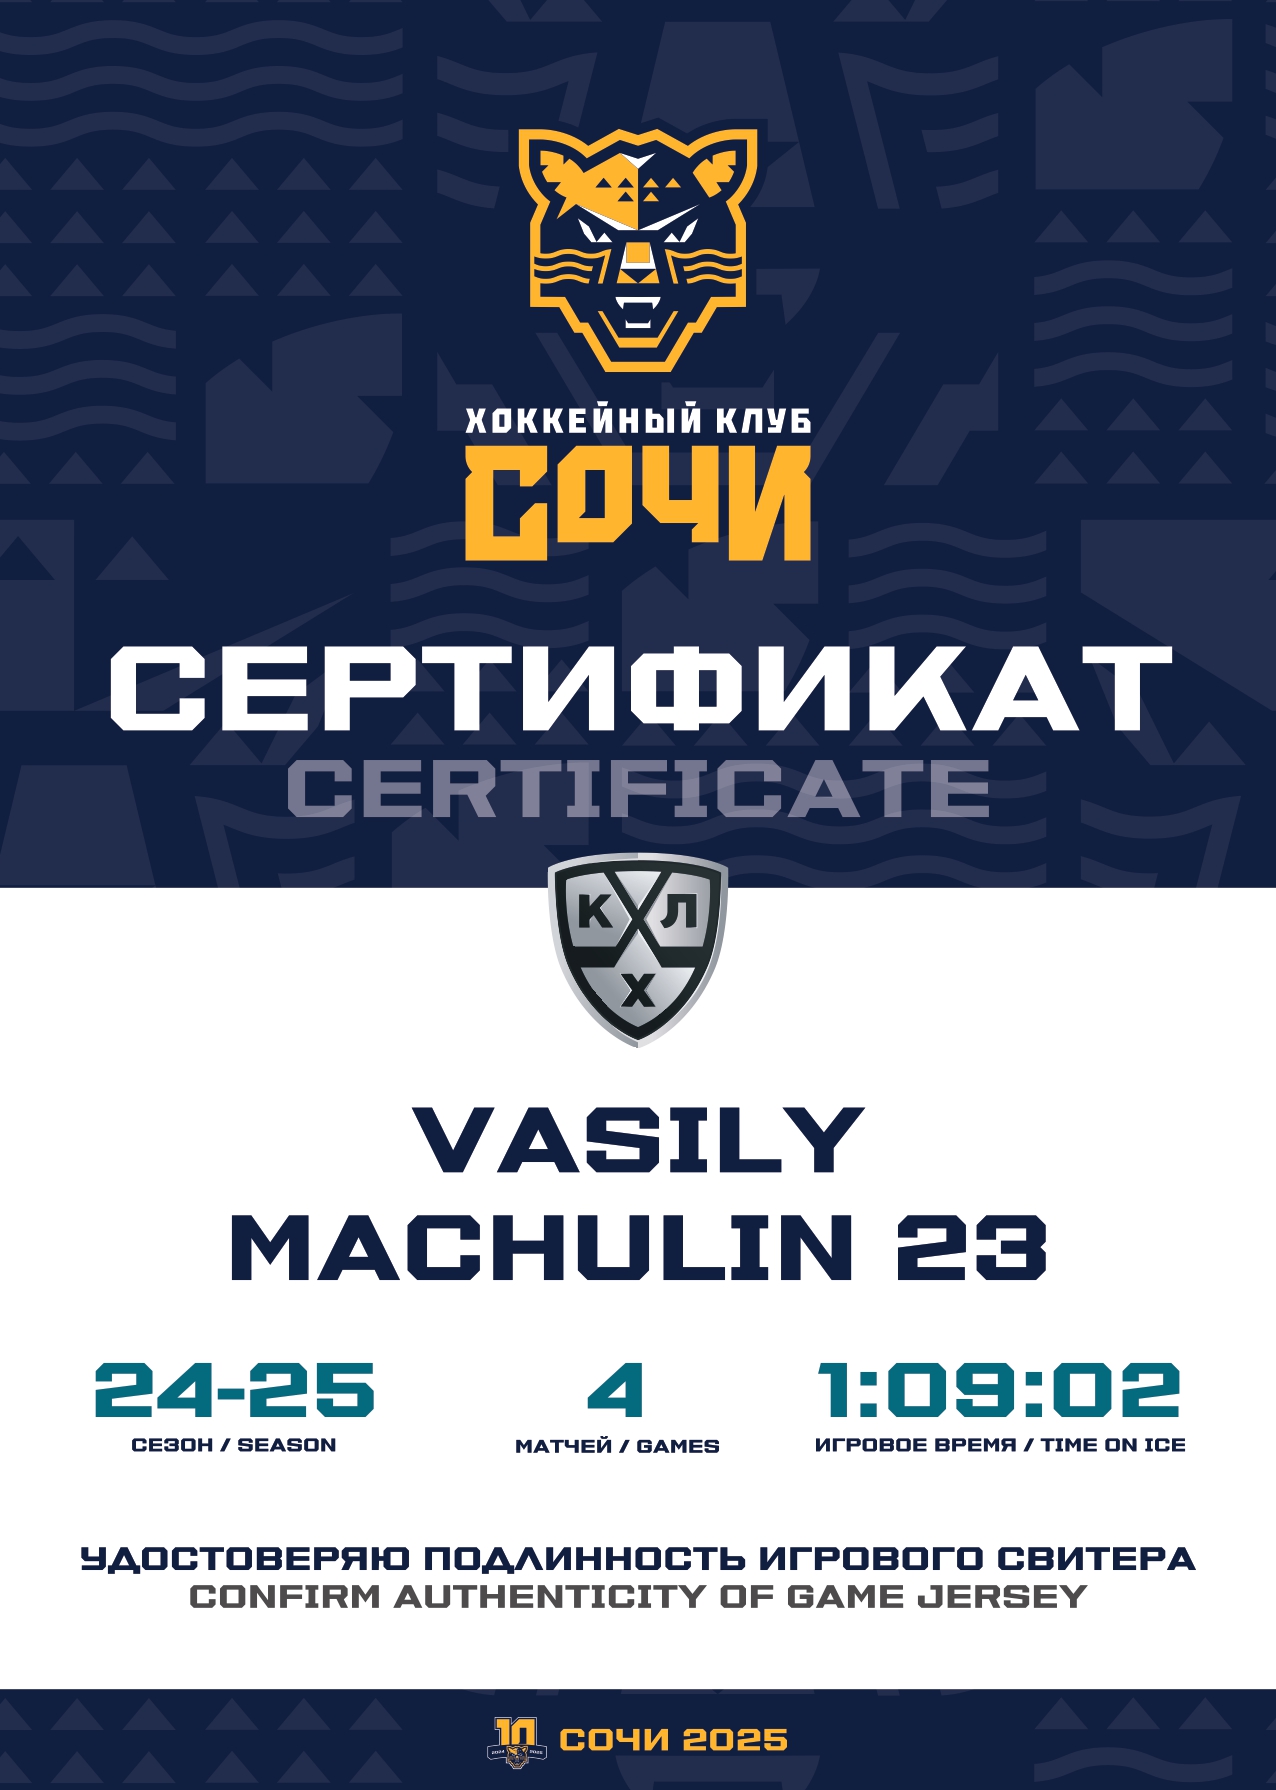 ХОККЕЙНЫЙ КЛУБ
СОЧИ
СЕРТИФИКАТ
CERTIFICATE
К Л
Х
VASILY
MACHULIN 23
24-25 4 1:09:02
СЕЗОН / SEASON МАТЧЕЙ / GAMES ИГРОВОЕ ВРЕМЯ / TIME ON ICE
УДОСТОВЕРЯЮ ПОДЛИННОСТЬ ИГРОВОГО СВИТЕРА
CONFIRM AUTHENTICITY OF GAME JERSEY
10 СОЧИ 2025